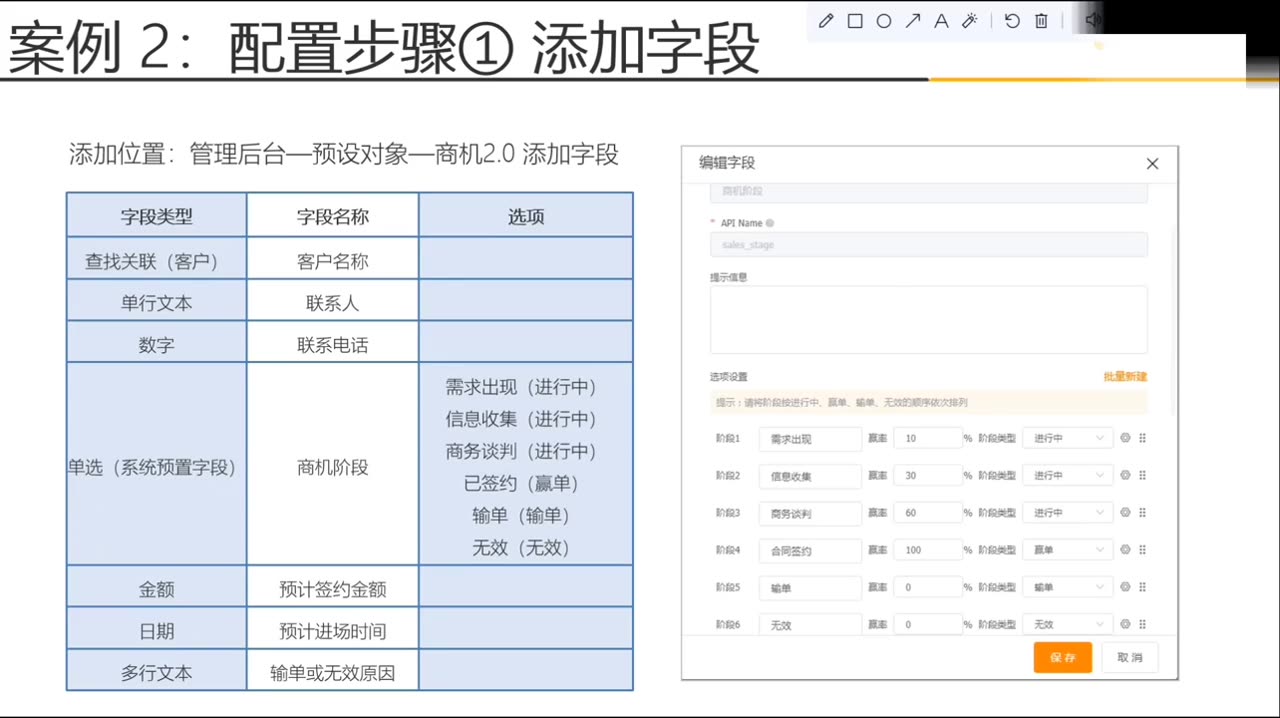 案例 2：配置步骤① 添加字段
添加位置：管理后台—预设对象—商机2.0 添加字段
字段类型 字段名称 选项
查找关联（客户） 客户名称
单行文本 联系人
数字 联系电话
单选（系统预置字段） 商机阶段
需求出现（进行中）
信息收集（进行中）
商务谈判（进行中）
已签约（赢单）
输单（输单）
无效（无效）
金额 预计签约金额
日期 预计进场时间
多行文本 输单或无效原因
编辑字段
商机阶段
* API Name
sales_stage
提示信息
选项设置 批量新建
提示：请将阶段按进行中、赢单、输单、无效的顺序依次排列
阶段1 需求出现 赢率 10 % 阶段类型 进行中
阶段2 信息收集 赢率 30 % 阶段类型 进行中
阶段3 商务谈判 赢率 60 % 阶段类型 进行中
阶段4 合同签约 赢率 100 % 阶段类型 赢单
阶段5 输单 赢率 0 % 阶段类型 输单
阶段6 无效 赢率 0 % 阶段类型 无效
保存 取消